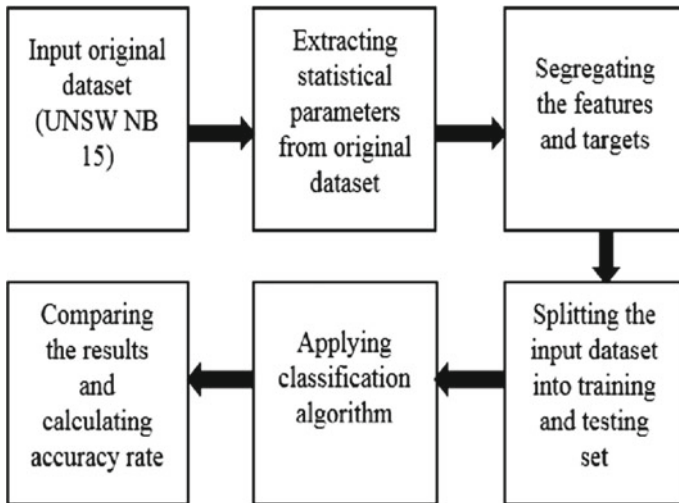 Input original
dataset
(UNSW NB
15)
Extracting
statistical
parameters
from original
dataset
Segregating
the features
and targets
Splitting the
input dataset
into training
and testing
set
Applying
classification
algorithm
Comparing
the results
and
calculating
accuracy rate